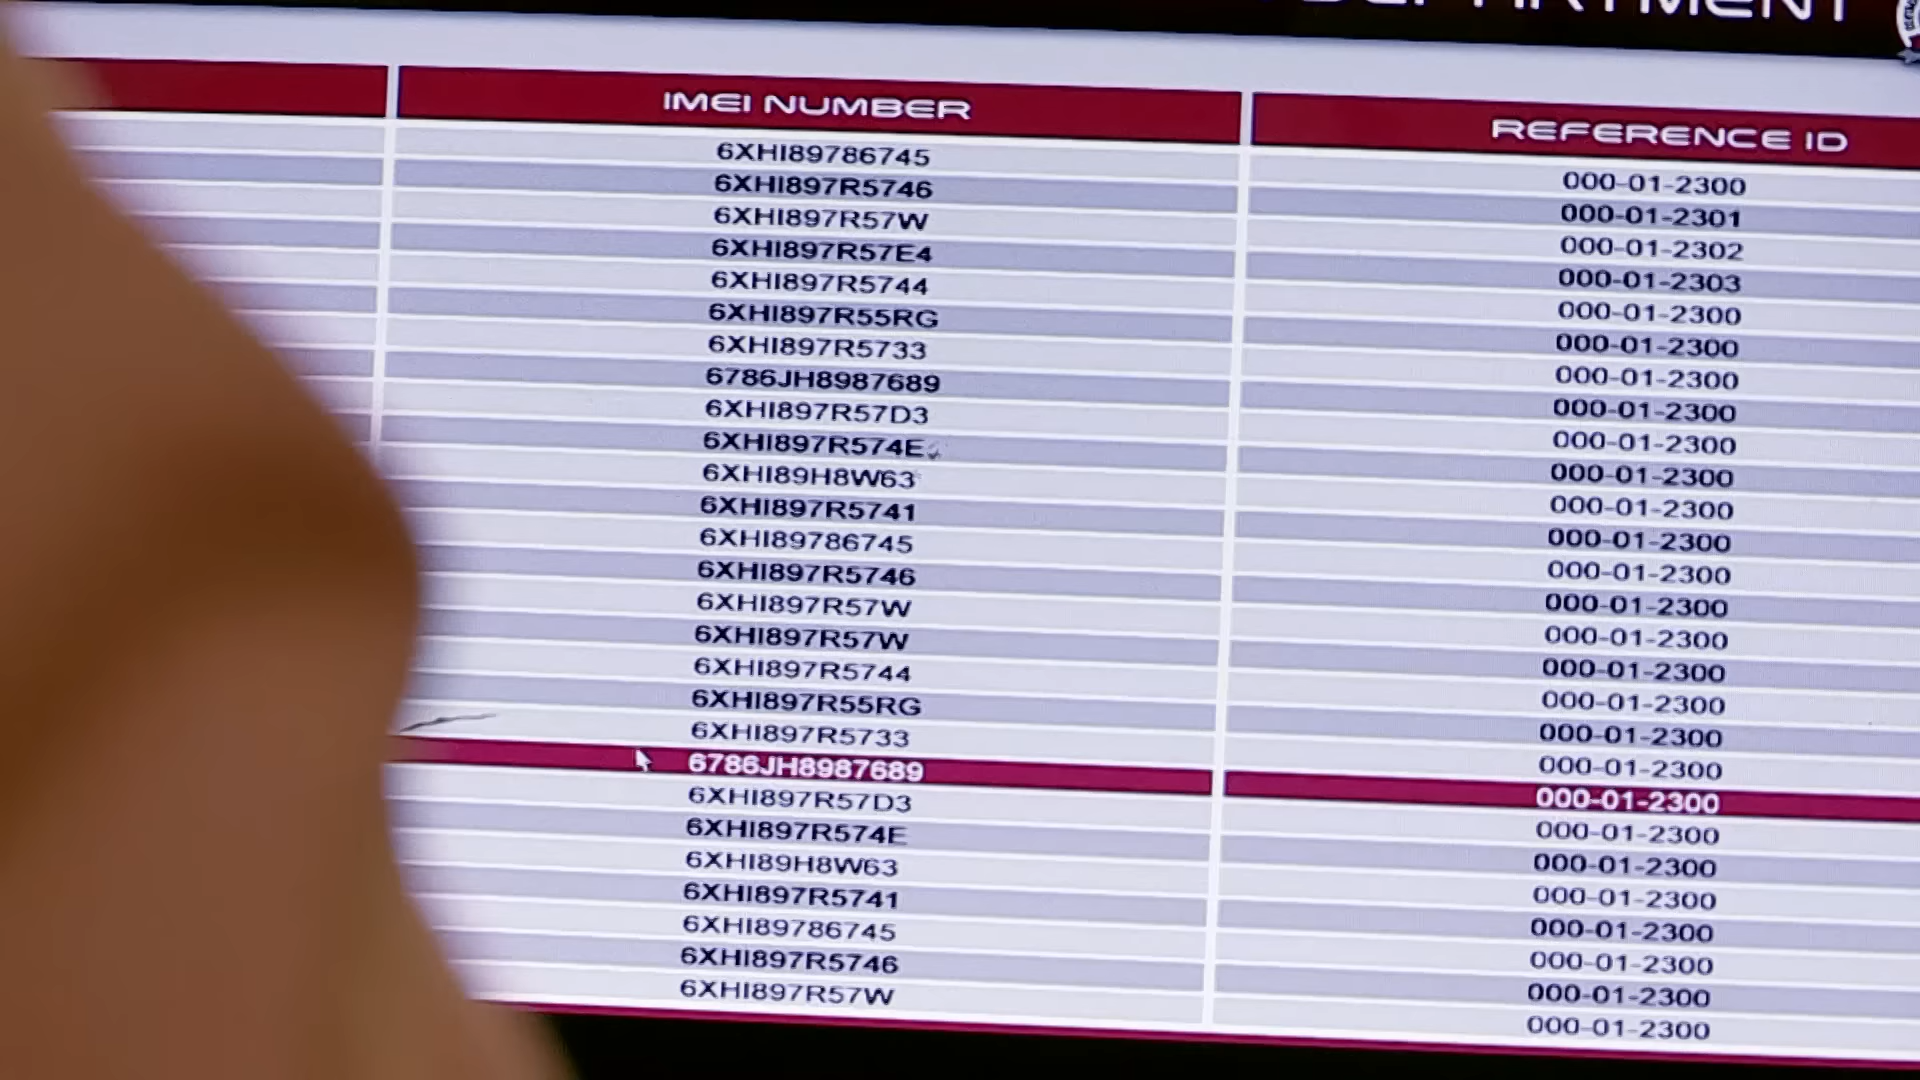 DEPARTMENT
IMEI NUMBER REFERENCE ID
6XHI89786745 000-01-2300
6XHI897R5746 000-01-2301
6XHI897R57W 000-01-2302
6XHI897R57E4 000-01-2303
6XHI897R5744 000-01-2300
6XHI897R55RG 000-01-2300
6XHI897R5733 000-01-2300
6786JH8987689 000-01-2300
6XHI897R57D3 000-01-2300
6XHI897R574E 000-01-2300
6XHI89H8W63 000-01-2300
6XHI897R5741 000-01-2300
6XHI89786745 000-01-2300
6XHI897R5746 000-01-2300
6XHI897R57W 000-01-2300
6XHI897R57W 000-01-2300
6XHI897R5744 000-01-2300
6XHI897R55RG 000-01-2300
6XHI897R5733 000-01-2300
6786JH8987689 000-01-2300
6XHI897R57D3 000-01-2300
6XHI897R574E 000-01-2300
6XHI89H8W63 000-01-2300
6XHI897R5741 000-01-2300
6XHI89786745 000-01-2300
6XHI897R5746 000-01-2300
6XHI897R57W 000-01-2300